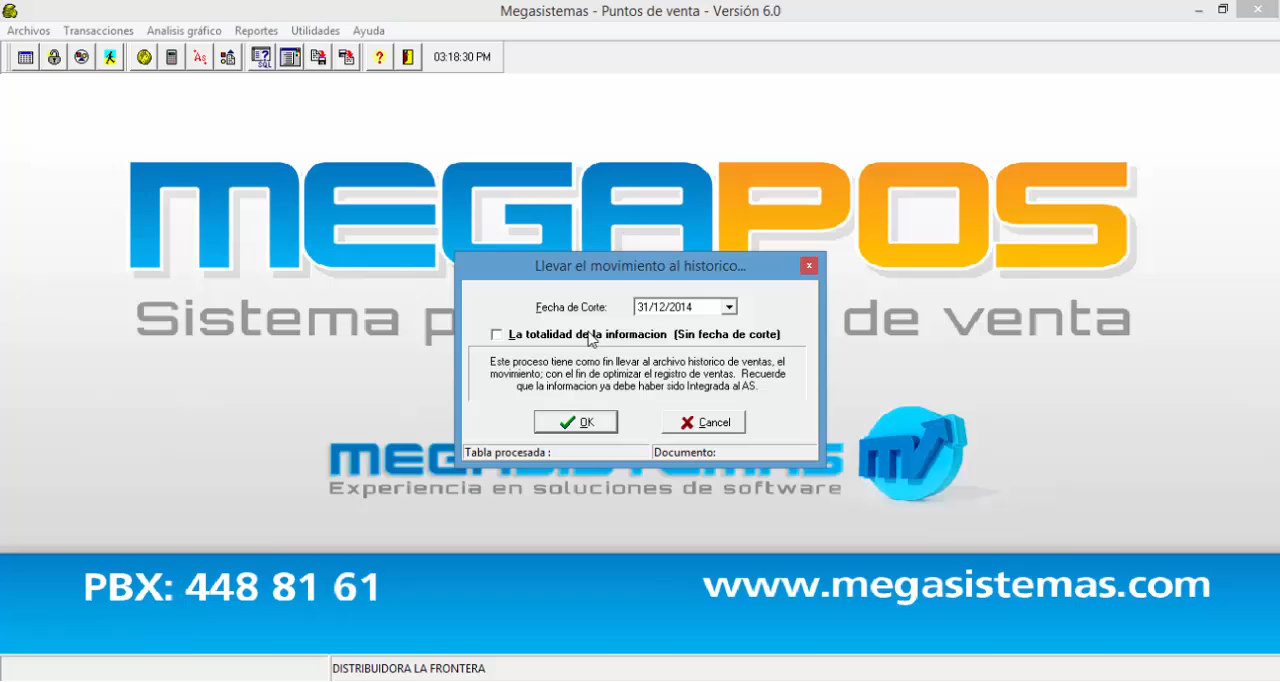 Megasistemas - Puntos de venta - Versión 6.0
Archivos Transacciones Analisis gráfico Reportes Utilidades Ayuda
As SQL ? 03:18:30 PM
MEGAPOS
Llevar el movimiento al historico...
Fecha de Corte: 31/12/2014
Sistema p de venta
La totalidad de la informacion (Sin fecha de corte)
Este proceso tiene como fin llevar al archivo historico de ventas, el
movimiento; con el fin de optimizar el registro de ventas. Recuerde
que la informacion ya debe haber sido Integrada al AS.
OK Cancel
Tabla procesada : Documento:
MEGASISTEMAS
Experiencia en soluciones de software
PBX: 448 81 61
www.megasistemas.com
DISTRIBUIDORA LA FRONTERA